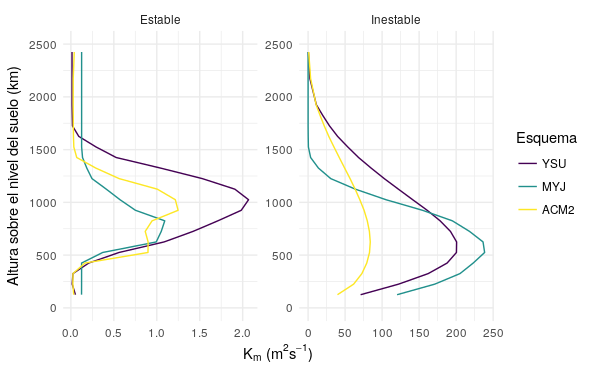 Estable
Inestable
2500
2000
1500
1000
500
0
0.0 0.5 1.0 1.5 2.0
2500
2000
1500
1000
500
0
0 50 100 150 200 250
Altura sobre el nivel del suelo (km)
Kₘ (m²s⁻¹)
Esquema
YSU
MYJ
ACM2